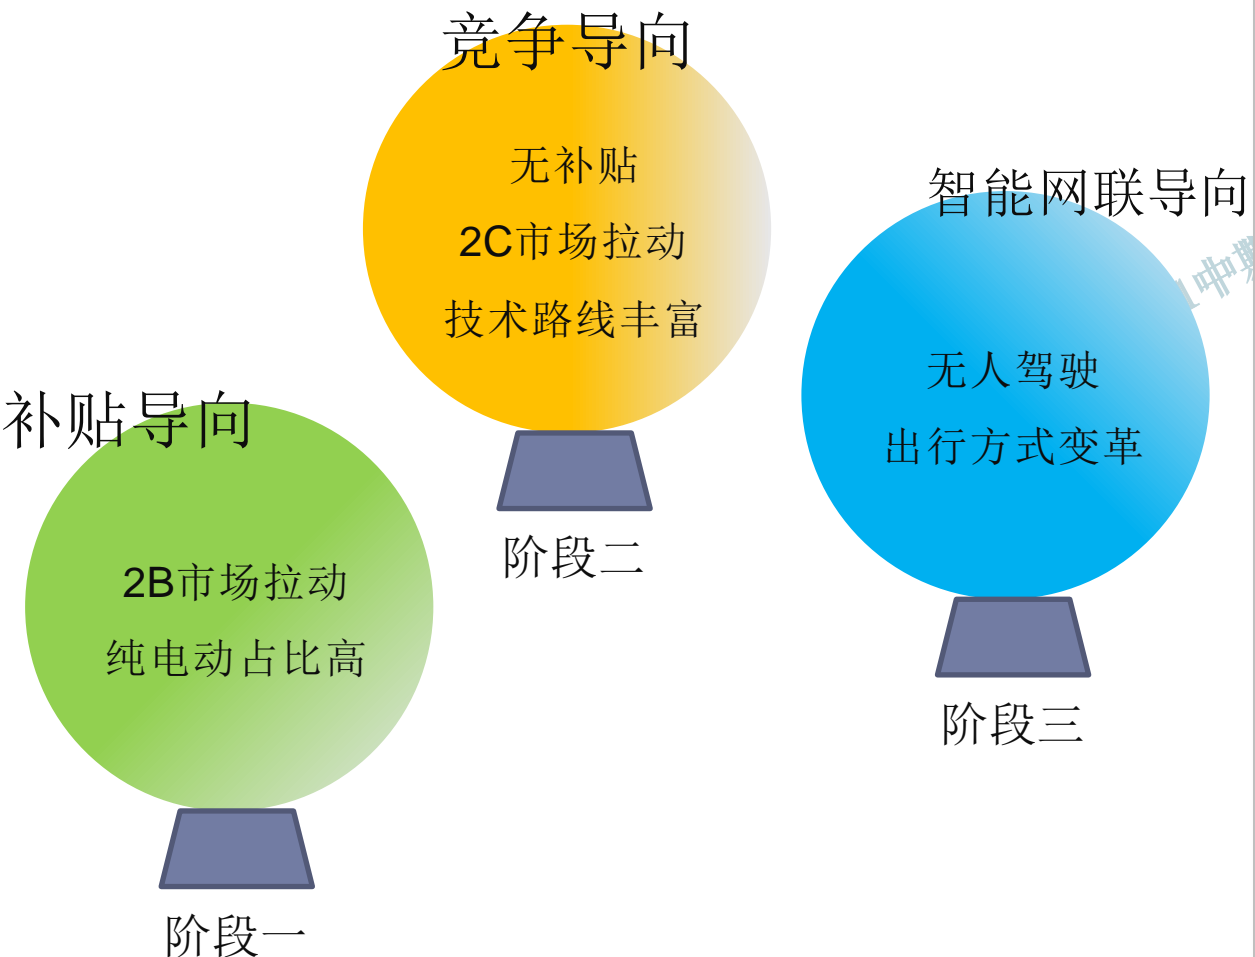 竞争导向
无补贴
2C市场拉动
技术路线丰富
阶段二
智能网联导向
无人驾驶
出行方式变革
阶段三
补贴导向
2B市场拉动
纯电动占比高
阶段一